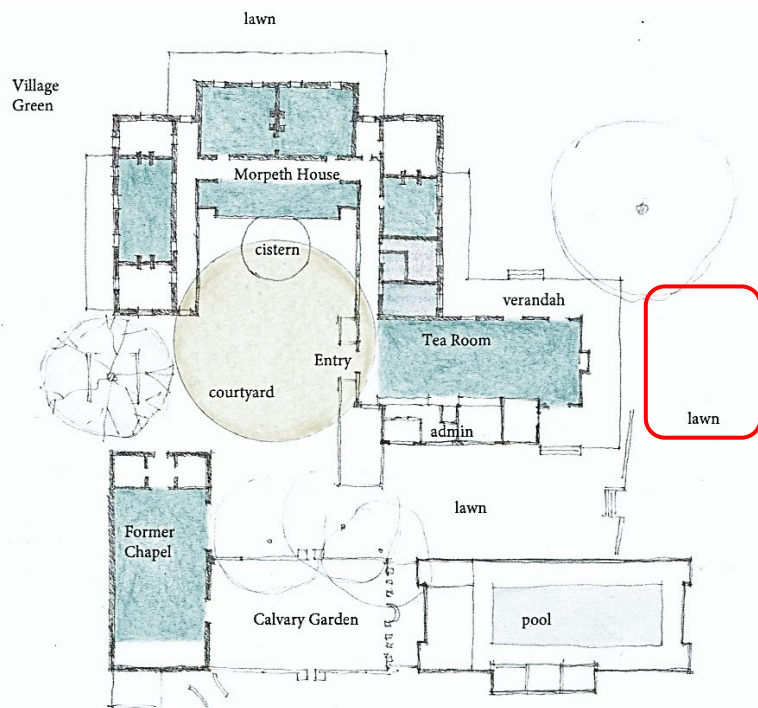 lawn
Village
Green
Morpeth House
cistern
verandah
Tea Room
Entry
courtyard
admin
lawn
lawn
Former
Chapel
Calvary Garden
pool